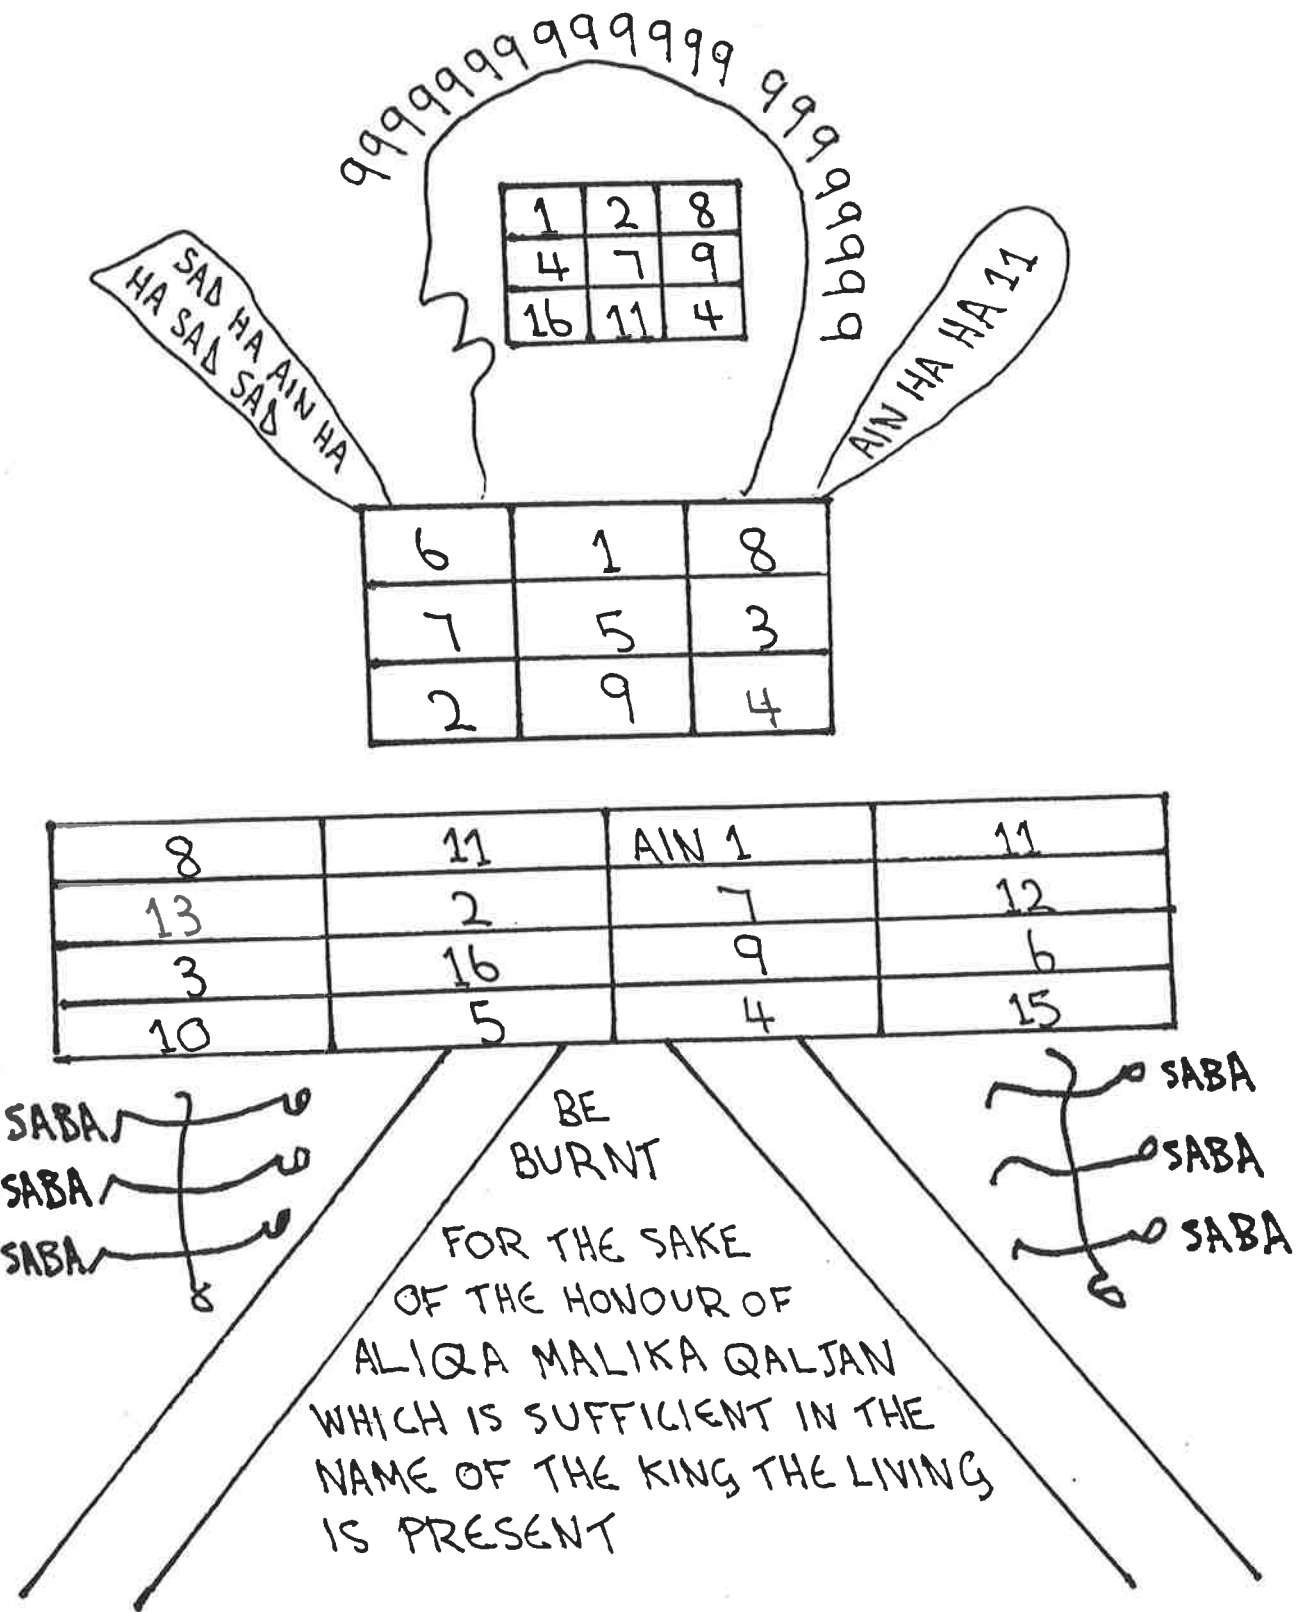 999999999999999999999999
1 2 8
4 7 9
16 11 4
SAD HA AIN HA
HA SAD SAD
AIN HA HA 11
6 1 8
7 5 3
2 9 4
8 11 AIN 1 11
13 2 7 12
3 16 9 6
10 5 4 15
SABA
SABA
SABA
SABA
SABA
SABA
BE
BURNT
FOR THE SAKE
OF THE HONOUR OF
ALIQA MALIKA QALJAN
WHICH IS SUFFICIENT IN THE
NAME OF THE KING THE LIVING
IS PRESENT